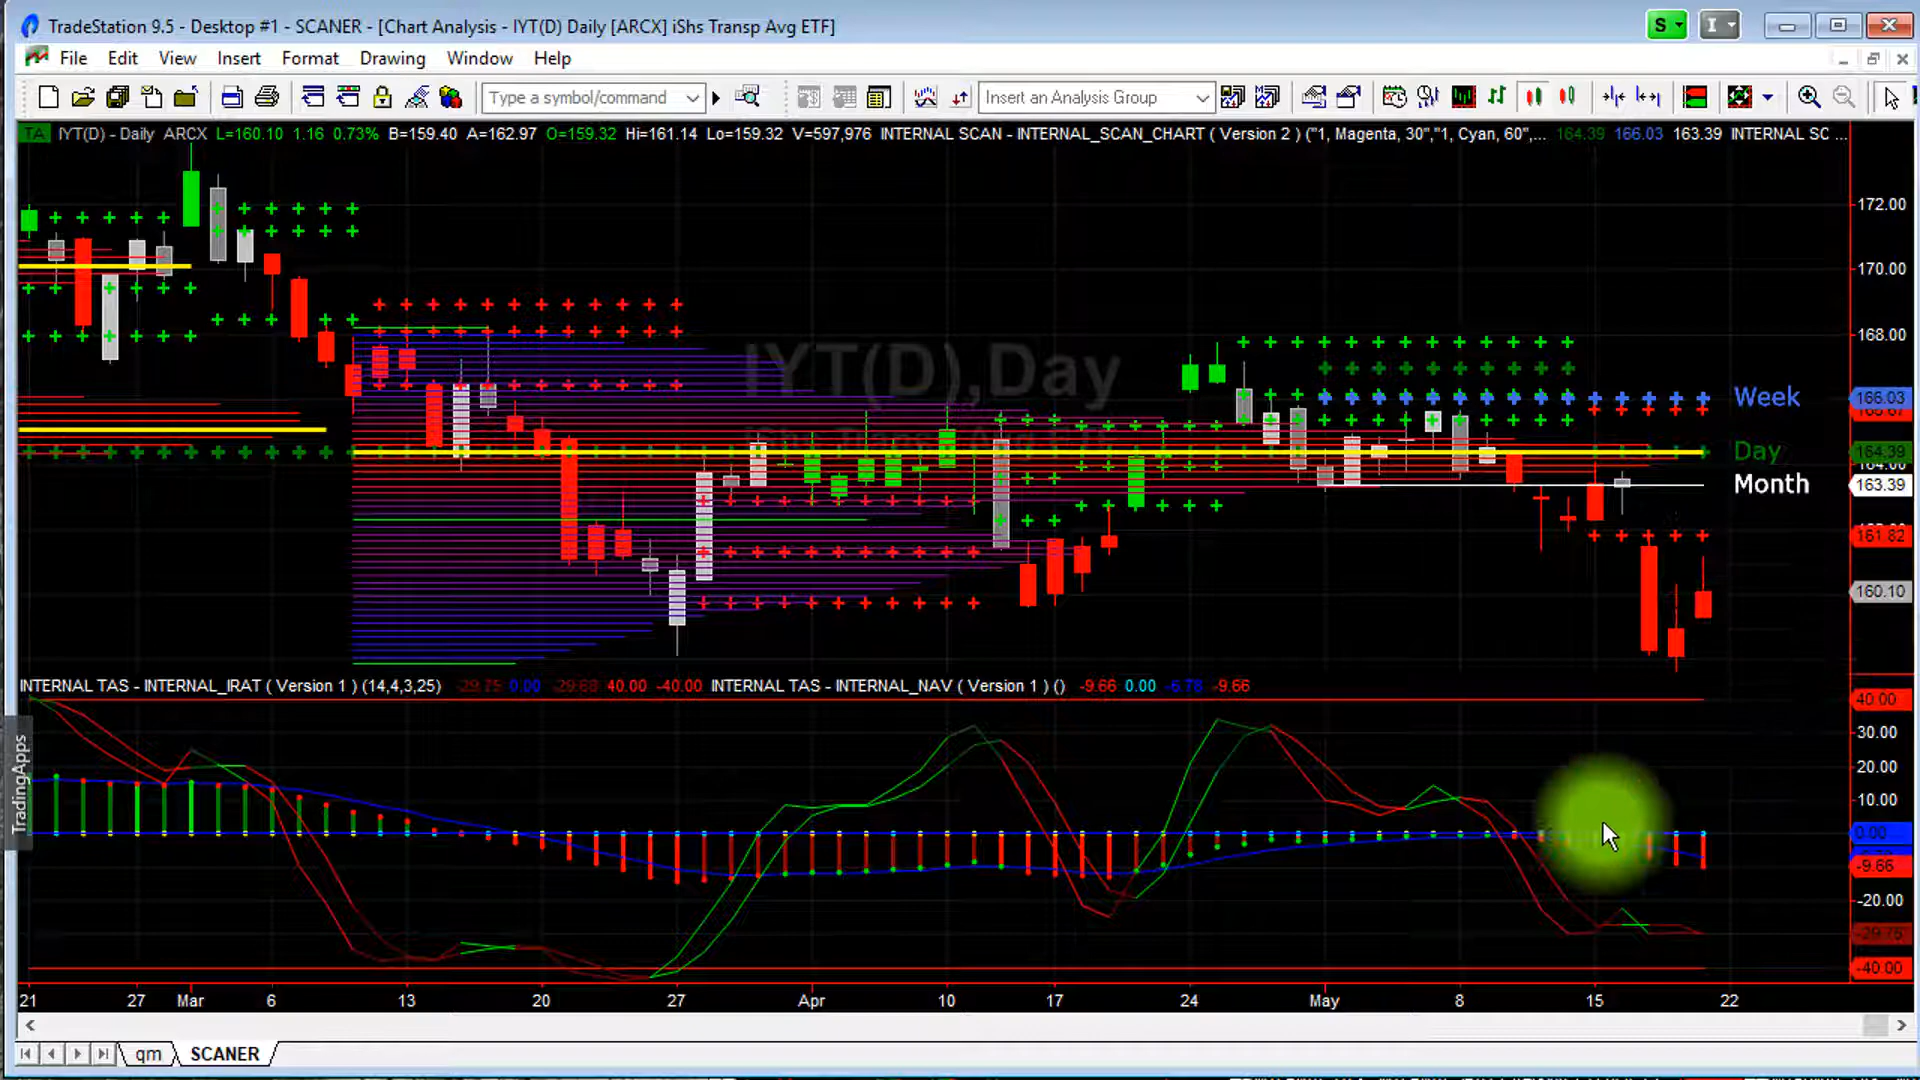 TradeStation 9.5 - Desktop #1 - SCANER - [Chart Analysis - IYT(D) Daily [ARCX] iShs Transp Avg ETF]
S
I
File Edit View Insert Format Drawing Window Help
Type a symbol/command
Insert an Analysis Group
TA IYT(D) - Daily ARCX L=160.10 1.16 0.73% B=159.40 A=162.97 O=159.32 Hi=161.14 Lo=159.32 V=597,976 INTERNAL SCAN - INTERNAL_SCAN_CHART ( Version 2 ) ("1, Magenta, 30","1, Cyan, 60",... 164.39 166.03 163.39 INTERNAL SC ...
172.00
170.00
168.00
IYT(D),Day
iShs Transp Avg ETF
Week 166.03
Day 164.39
164.00
Month 163.39
161.82
160.10
INTERNAL TAS - INTERNAL_IRAT ( Version 1 ) (14,4,3,25) -29.75 0.00 -29.68 40.00 -40.00 INTERNAL TAS - INTERNAL_NAV ( Version 1 ) () -9.66 0.00 -6.78 -9.66
40.00
30.00
20.00
10.00
0.00
-9.66
-20.00
-29.75
-40.00
TradingApps
21 27 Mar 6 13 20 27 Apr 10 17 24 May 8 15 22
qm SCANER